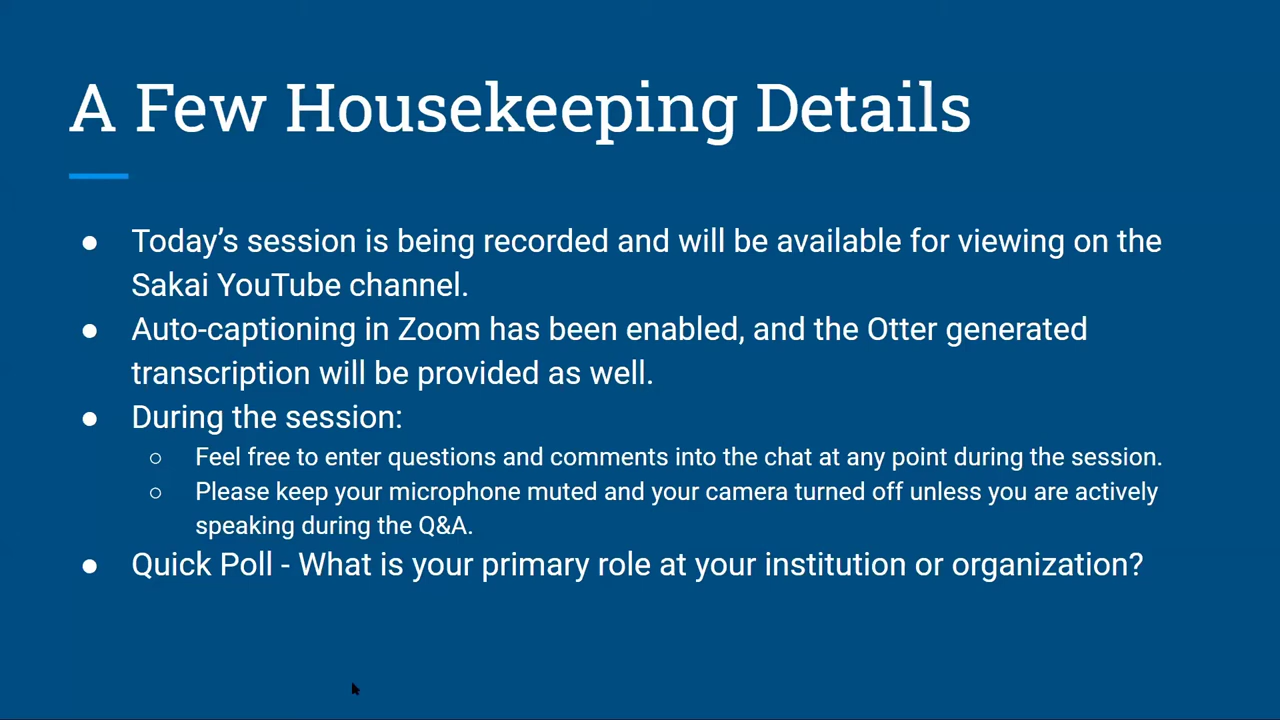 A Few Housekeeping Details
● Today’s session is being recorded and will be available for viewing on the
Sakai YouTube channel.
● Auto-captioning in Zoom has been enabled, and the Otter generated
transcription will be provided as well.
● During the session:
○ Feel free to enter questions and comments into the chat at any point during the session.
○ Please keep your microphone muted and your camera turned off unless you are actively
speaking during the Q&A.
● Quick Poll - What is your primary role at your institution or organization?